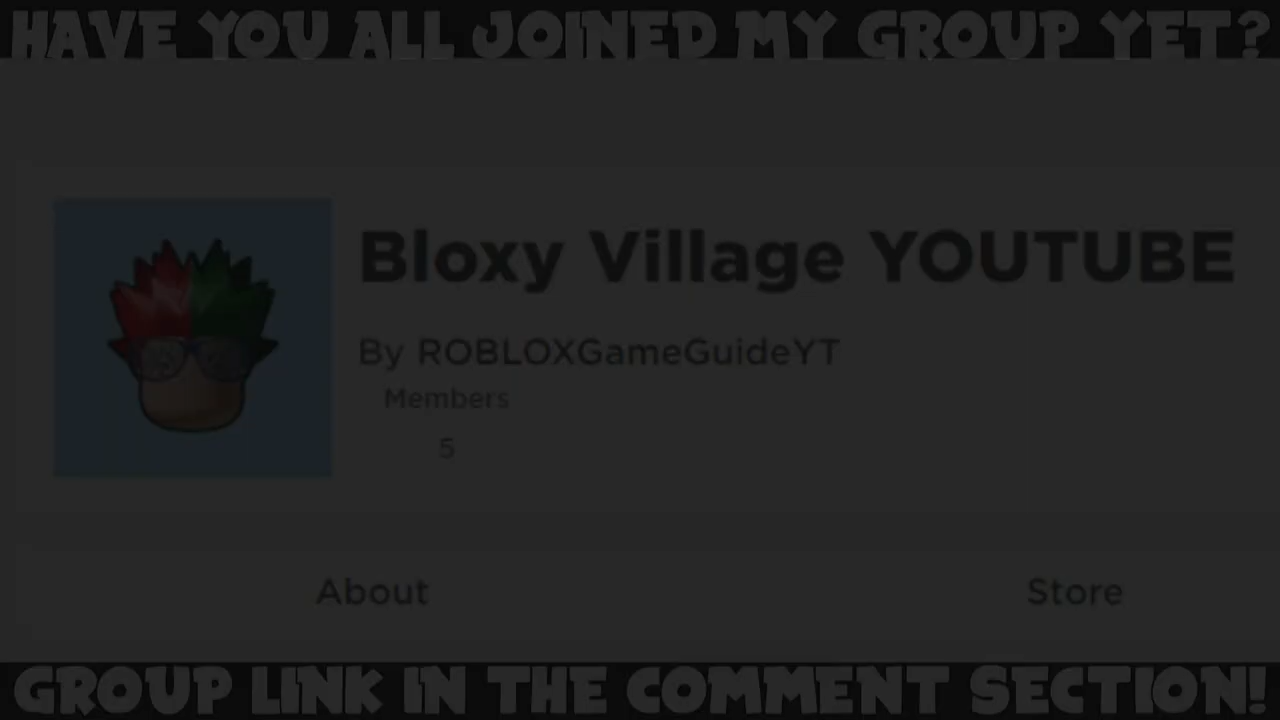 HAVE YOU ALL JOINED MY GROUP YET?
Bloxy Village YOUTUBE
By ROBLOXGameGuideYT
Members
5
About
Store
GROUP LINK IN THE COMMENT SECTION!